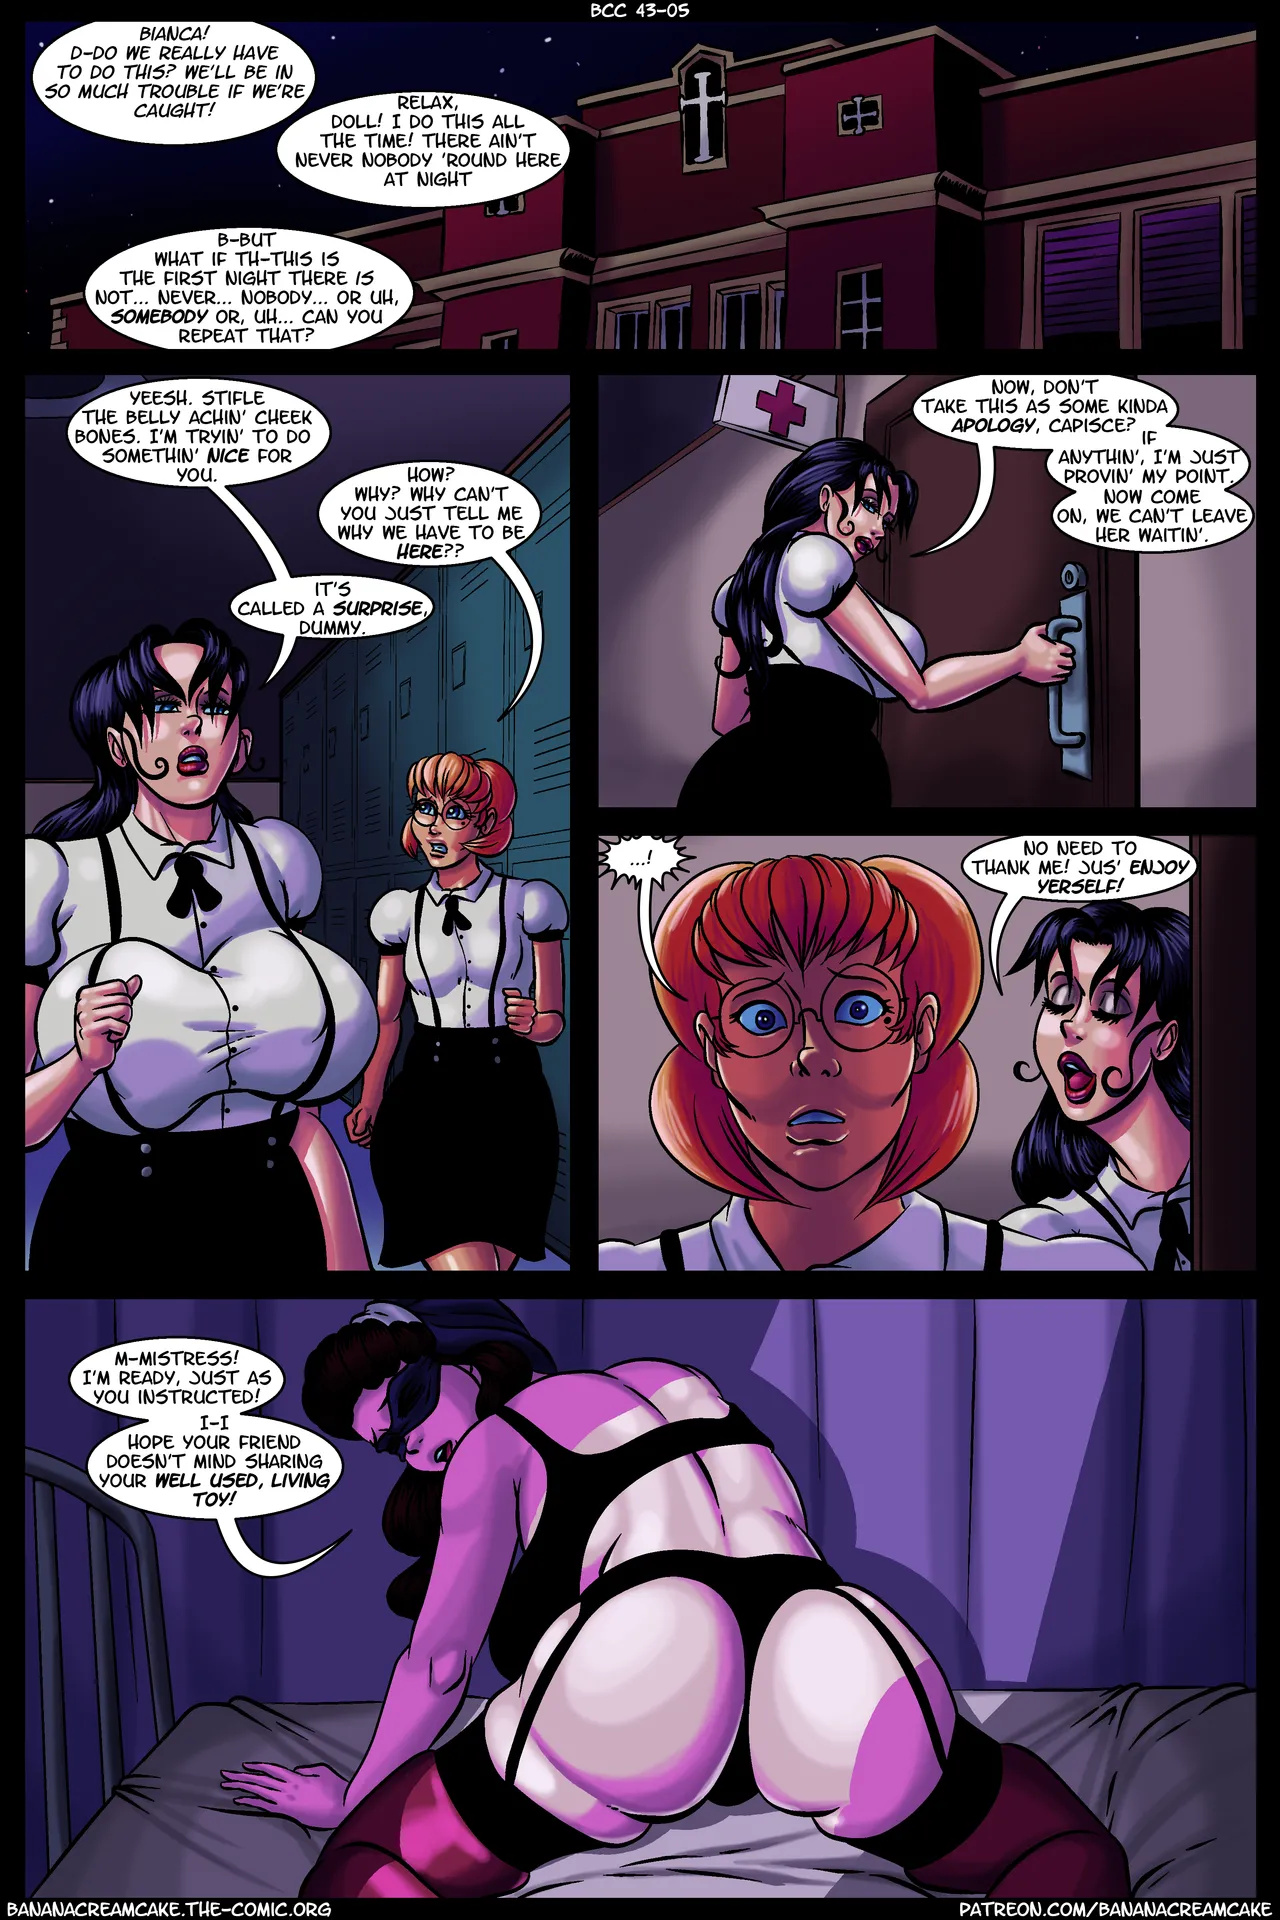 BCC 43-05
BIANCA!
D-DO WE REALLY HAVE
TO DO THIS? WE'LL BE IN
SO MUCH TROUBLE IF WE'RE
CAUGHT!
RELAX,
DOLL! I DO THIS ALL
THE TIME! THERE AIN'T
NEVER NOBODY 'ROUND HERE
AT NIGHT
B-BUT
WHAT IF TH-THIS IS
THE FIRST NIGHT THERE IS
NOT... NEVER... NOBODY... OR UH,
SOMEBODY OR, UH... CAN YOU
REPEAT THAT?
YEESH. STIFLE
THE BELLY ACHIN' CHEEK
BONES. I'M TRYIN' TO DO
SOMETHIN' NICE FOR
YOU.
HOW?
WHY? WHY CAN'T
YOU JUST TELL ME
WHY WE HAVE TO BE
HERE??
IT'S
CALLED A SURPRISE,
DUMMY.
NOW, DON'T
TAKE THIS AS SOME KINDA
APOLOGY, CAPISCE?
IF
ANYTHIN', I'M JUST
PROVIN' MY POINT.
NOW COME
ON, WE CAN'T LEAVE
HER WAITIN'.
...!
NO NEED TO
THANK ME! JUS' ENJOY
YERSELF!
M-MISTRESS!
I'M READY, JUST AS
YOU INSTRUCTED!
I-I
HOPE YOUR FRIEND
DOESN'T MIND SHARING
YOUR WELL USED, LIVING
TOY!
BANANACREAMCAKE.THE-COMIC.ORG
PATREON.COM/BANANACREAMCAKE